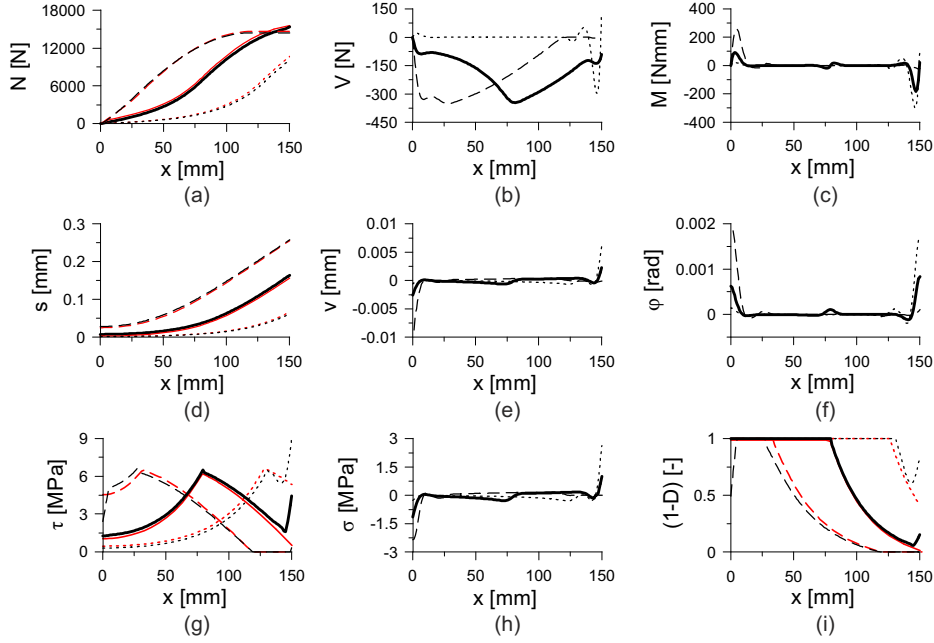 N [N]
18000
12000
6000
0
0 50 100 150
x [mm]
(a)
V [N]
150
0
-150
-300
-450
0 50 100 150
x [mm]
(b)
M [Nmm]
400
200
0
-200
-400
0 50 100 150
x [mm]
(c)
s [mm]
0.3
0.2
0.1
0
0 50 100 150
x [mm]
(d)
v [mm]
0.01
0.005
0
-0.005
-0.01
0 50 100 150
x [mm]
(e)
φ [rad]
0.002
0.001
0
0 50 100 150
x [mm]
(f)
τ [MPa]
9
6
3
0
0 50 100 150
x [mm]
(g)
σ [MPa]
3
1.5
0
-1.5
-3
0 50 100 150
x [mm]
(h)
(1-D) [-]
1
0.5
0
0 50 100 150
x [mm]
(i)